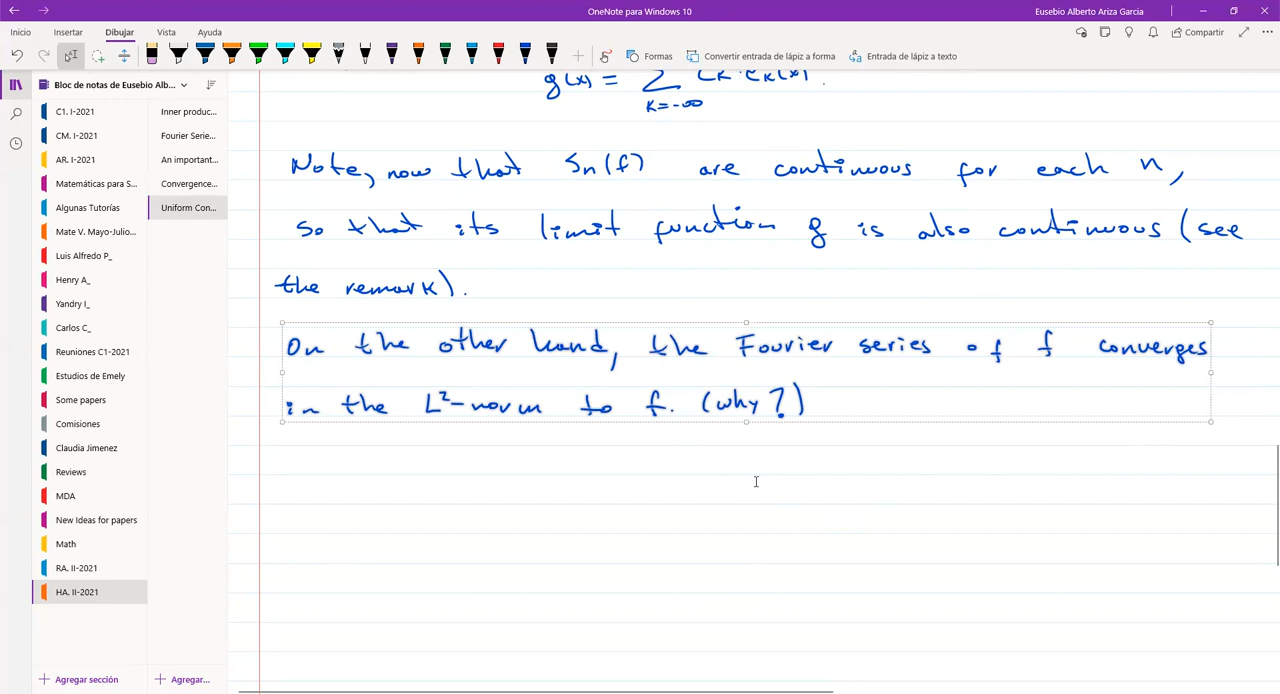 OneNote para Windows 10
Eusebio Alberto Ariza Garcia
Inicio Insertar Dibujar Vista Ayuda
Compartir
Formas Convertir entrada de lápiz a forma Entrada de lápiz a texto
Bloc de notas de Eusebio Alb...
C1. I-2021
CM. I-2021
AR. I-2021
Matemáticas para S...
Algunas Tutorías
Mate V. Mayo-Julio...
Luis Alfredo P_
Henry A_
Yandry I_
Carlos C_
Reuniones C1-2021
Estudios de Emely
Some papers
Comisiones
Claudia Jimenez
Reviews
MDA
New Ideas for papers
Math
RA. II-2021
HA. II-2021
Agregar sección
Inner produc...
Fourier Serie...
An important...
Convergence...
Uniform Con...
Agregar...
g(x) = ∑ Ck · ek(x).
K=-∞
Note, now that Sn(f) are continuous for each n,
so that its limit function g is also continuous (see
the remark).
On the other hand, the Fourier series of f converges
in the L²-norm to f. (why?)